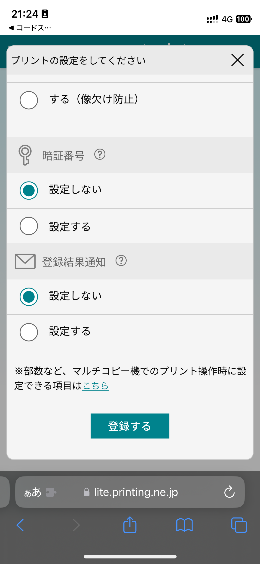 21:24
4G 100
◀ コードス…
プリントの設定をしてください
する（像欠け防止）
暗証番号 ?
設定しない
設定する
登録結果通知 ?
設定しない
設定する
※部数など、マルチコピー機でのプリント操作時に設
定できる項目はこちら
登録する
ぁあ lite.printing.ne.jp